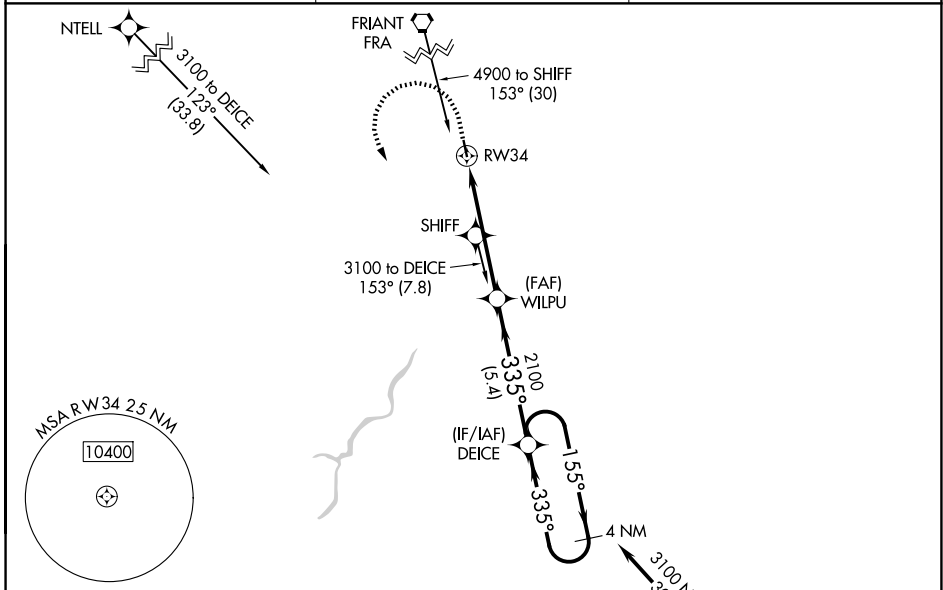 NTELL
3100 to DEICE
123°
(33.8)
FRIANT
FRA
4900 to SHIFF
153° (30)
RW34
SHIFF
3100 to DEICE
153° (7.8)
(FAF)
WILPU
2100
335°
(5.4)
(IF/IAF)
DEICE
155°
335°
4 NM
3100 N
MSA RW34 25 NM
10400